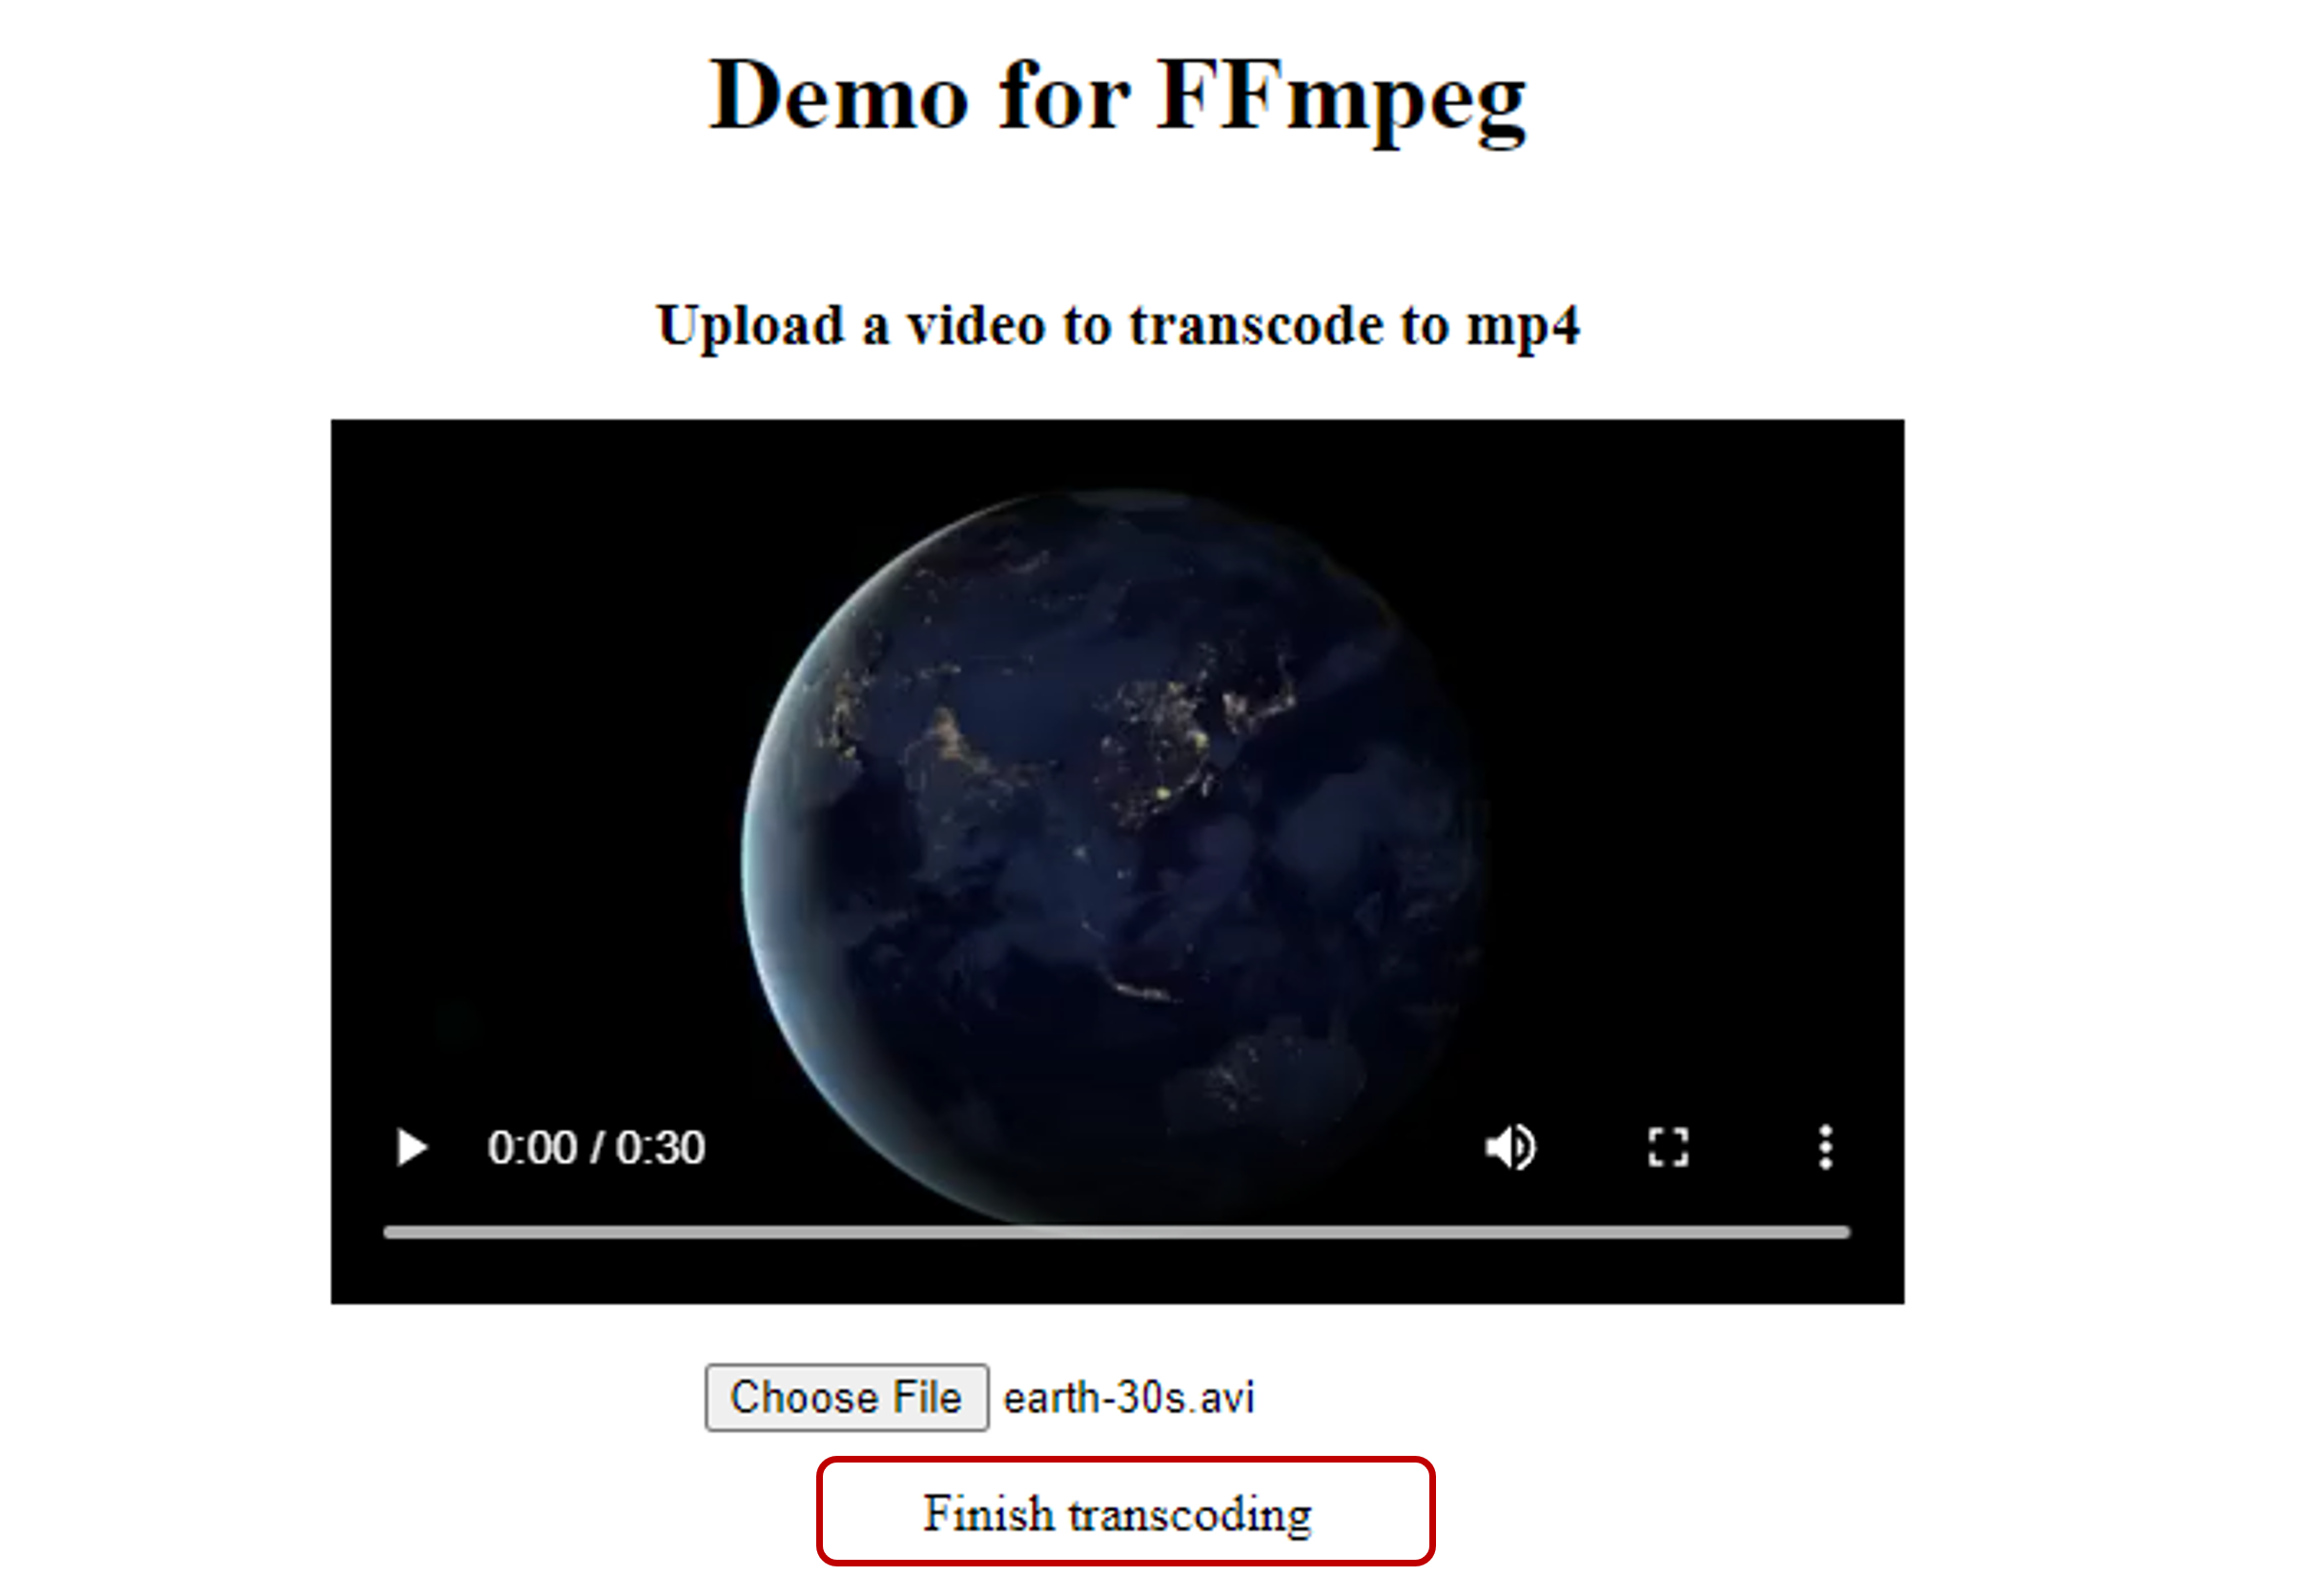 Demo for FFmpeg
Upload a video to transcode to mp4
0:00 / 0:30
Choose File earth-30s.avi
Finish transcoding